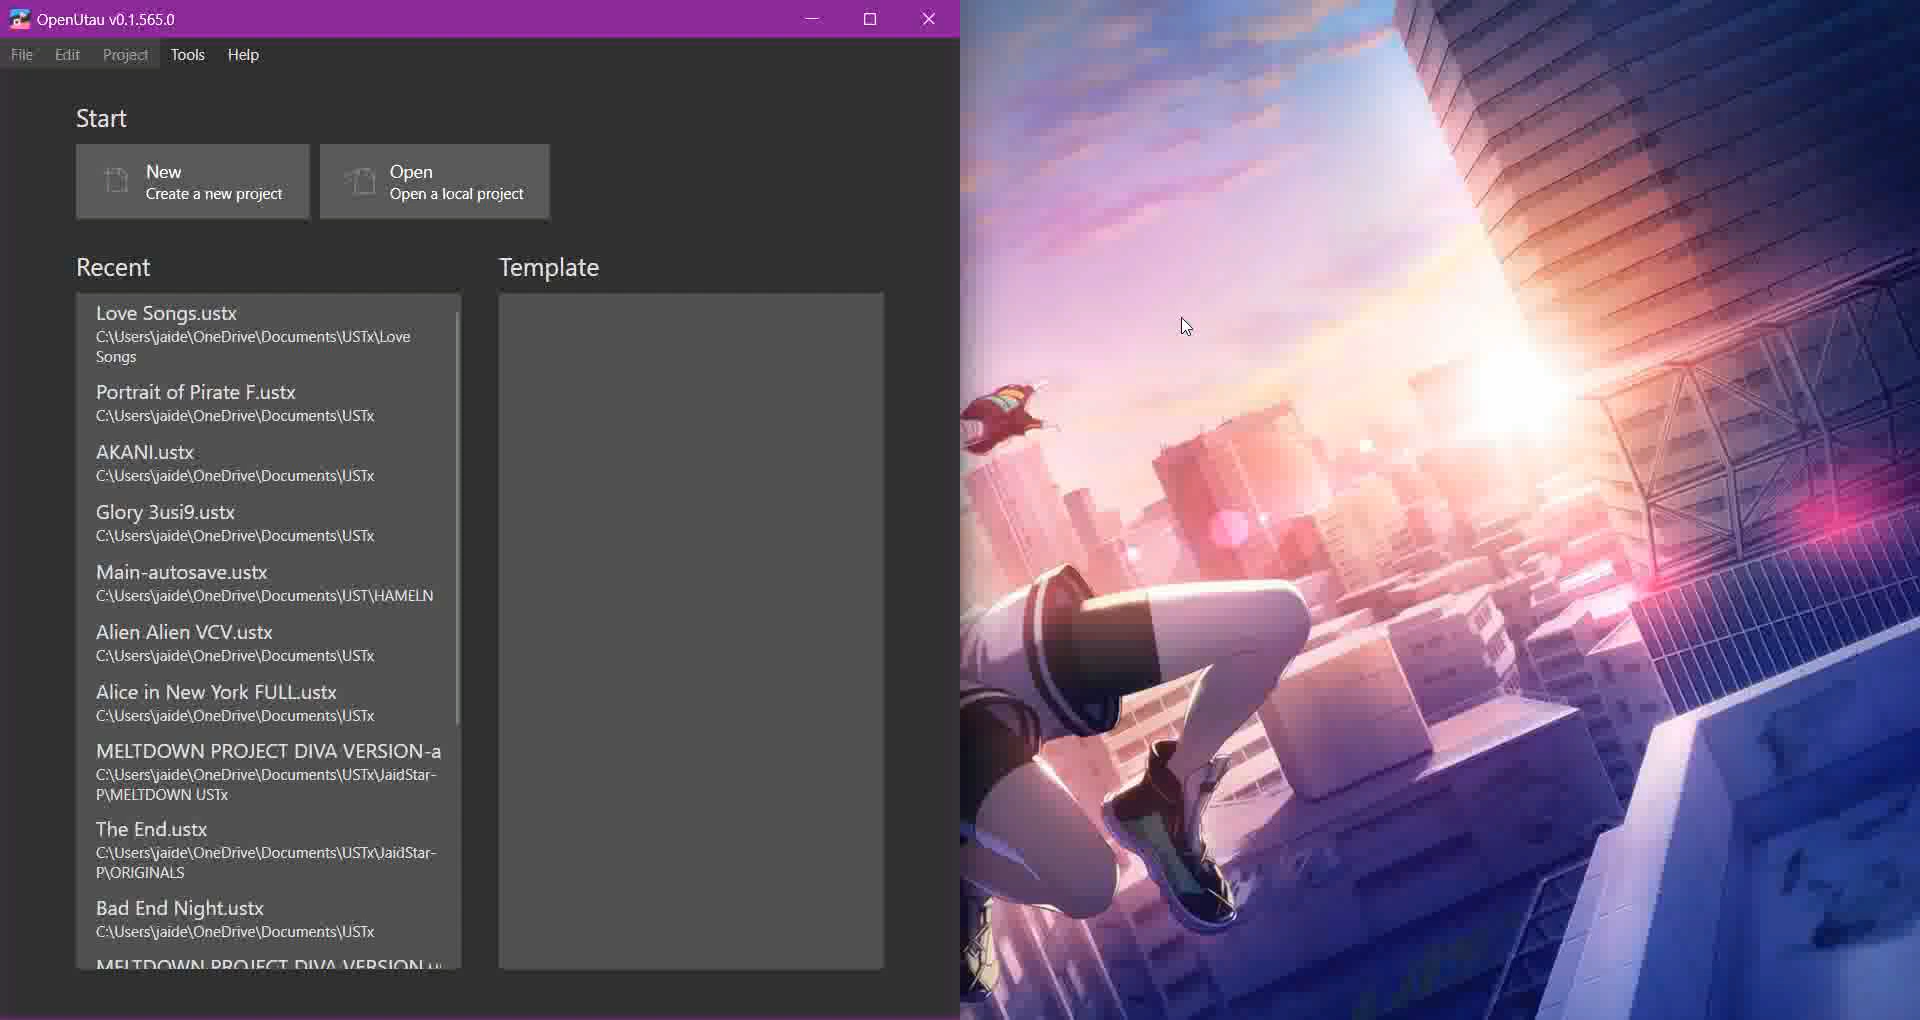 OpenUtau v0.1.565.0
File Edit Project Tools Help
Start
New
Create a new project
Open
Open a local project
Recent
Love Songs.ustx
C:\Users\jaide\OneDrive\Documents\USTx\Love
Songs
Portrait of Pirate F.ustx
C:\Users\jaide\OneDrive\Documents\USTx
AKANI.ustx
C:\Users\jaide\OneDrive\Documents\USTx
Glory 3usi9.ustx
C:\Users\jaide\OneDrive\Documents\USTx
Main-autosave.ustx
C:\Users\jaide\OneDrive\Documents\UST\HAMELN
Alien Alien VCV.ustx
C:\Users\jaide\OneDrive\Documents\USTx
Alice in New York FULL.ustx
C:\Users\jaide\OneDrive\Documents\USTx
MELTDOWN PROJECT DIVA VERSION-a
C:\Users\jaide\OneDrive\Documents\USTx\JaidStar-
P\MELTDOWN USTx
The End.ustx
C:\Users\jaide\OneDrive\Documents\USTx\JaidStar-
P\ORIGINALS
Bad End Night.ustx
C:\Users\jaide\OneDrive\Documents\USTx
MELTDOWN PROJECT DIVA VERSION
Template